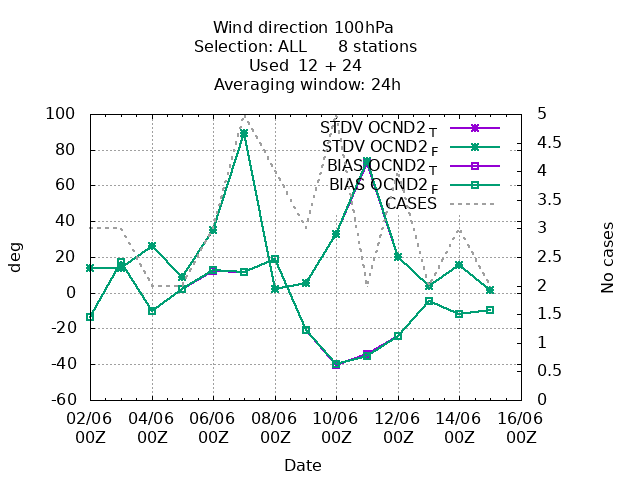 Wind direction 100hPa
Selection: ALL 8 stations
Used 12 + 24
Averaging window: 24h
STDV OCND2 T
STDV OCND2 F
BIAS OCND2 T
BIAS OCND2 F
CASES
deg
100
80
60
40
20
0
-20
-40
-60
5
4.5
4
3.5
3
2.5
2
1.5
1
0.5
0
No cases
02/06 04/06 06/06 08/06 10/06 12/06 14/06 16/06
00Z 00Z 00Z 00Z 00Z 00Z 00Z 00Z
Date